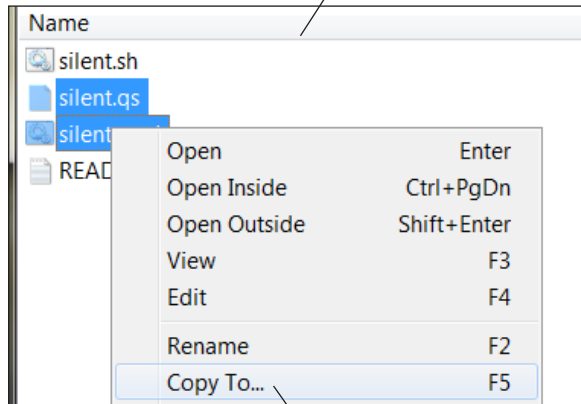 Name
silent.sh
silent.qs
silent
READ
Open Enter
Open Inside Ctrl+PgDn
Open Outside Shift+Enter
View F3
Edit F4
Rename F2
Copy To... F5